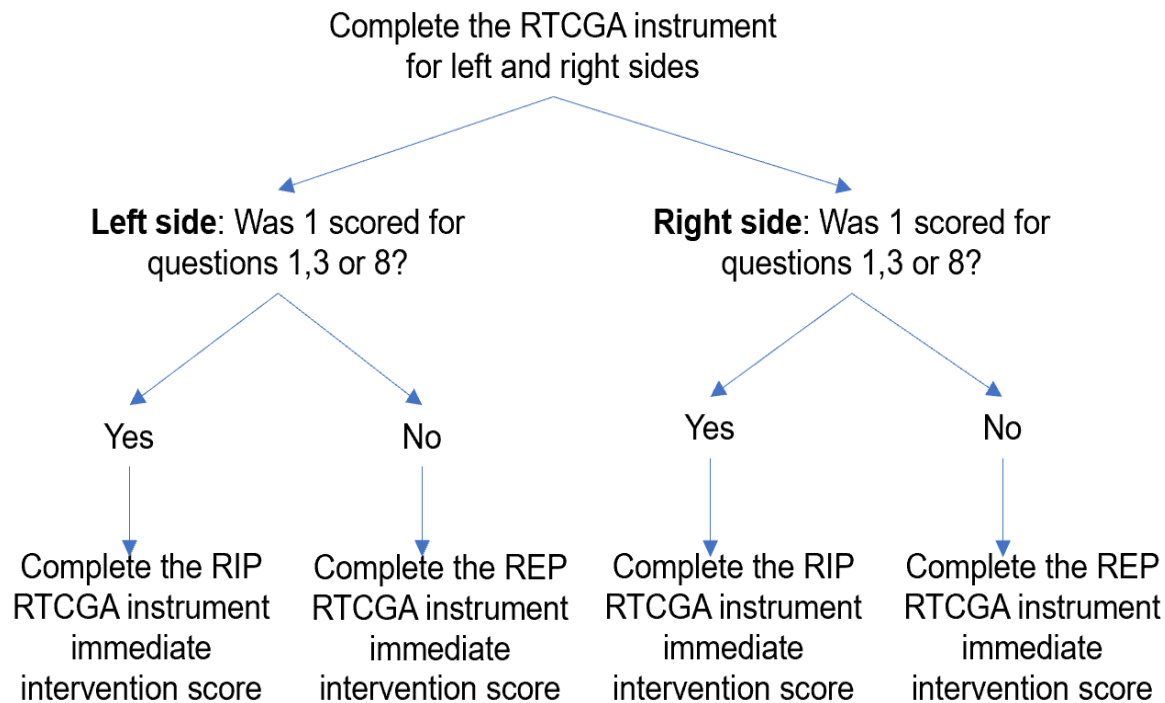 Complete the RTCGA instrument
for left and right sides
Left side: Was 1 scored for
questions 1,3 or 8?
Right side: Was 1 scored for
questions 1,3 or 8?
Yes
No
Yes
No
Complete the RIP
RTCGA instrument
immediate
intervention score
Complete the REP
RTCGA instrument
immediate
intervention score
Complete the RIP
RTCGA instrument
immediate
intervention score
Complete the REP
RTCGA instrument
immediate
intervention score